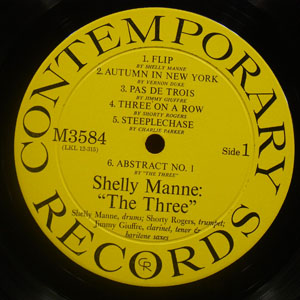 CONTEMPORARY
1. FLIP
BY SHELLY MANNE
2. AUTUMN IN NEW YORK
BY VERNON DUKE
3. PAS DE TROIS
BY JIMMY GIUFFRE
4. THREE ON A ROW
BY SHORTY ROGERS
5. STEEPLECHASE
BY CHARLIE PARKER
M3584
(LKL 12-315)
Side 1
6. ABSTRACT NO. 1
BY "THE THREE"
Shelly Manne:
"The Three"
Shelly Manne, drums; Shorty Rogers, trumpet;
Jimmy Giuffre, clarinet, tenor &
baritone saxes
RECORDS
CR